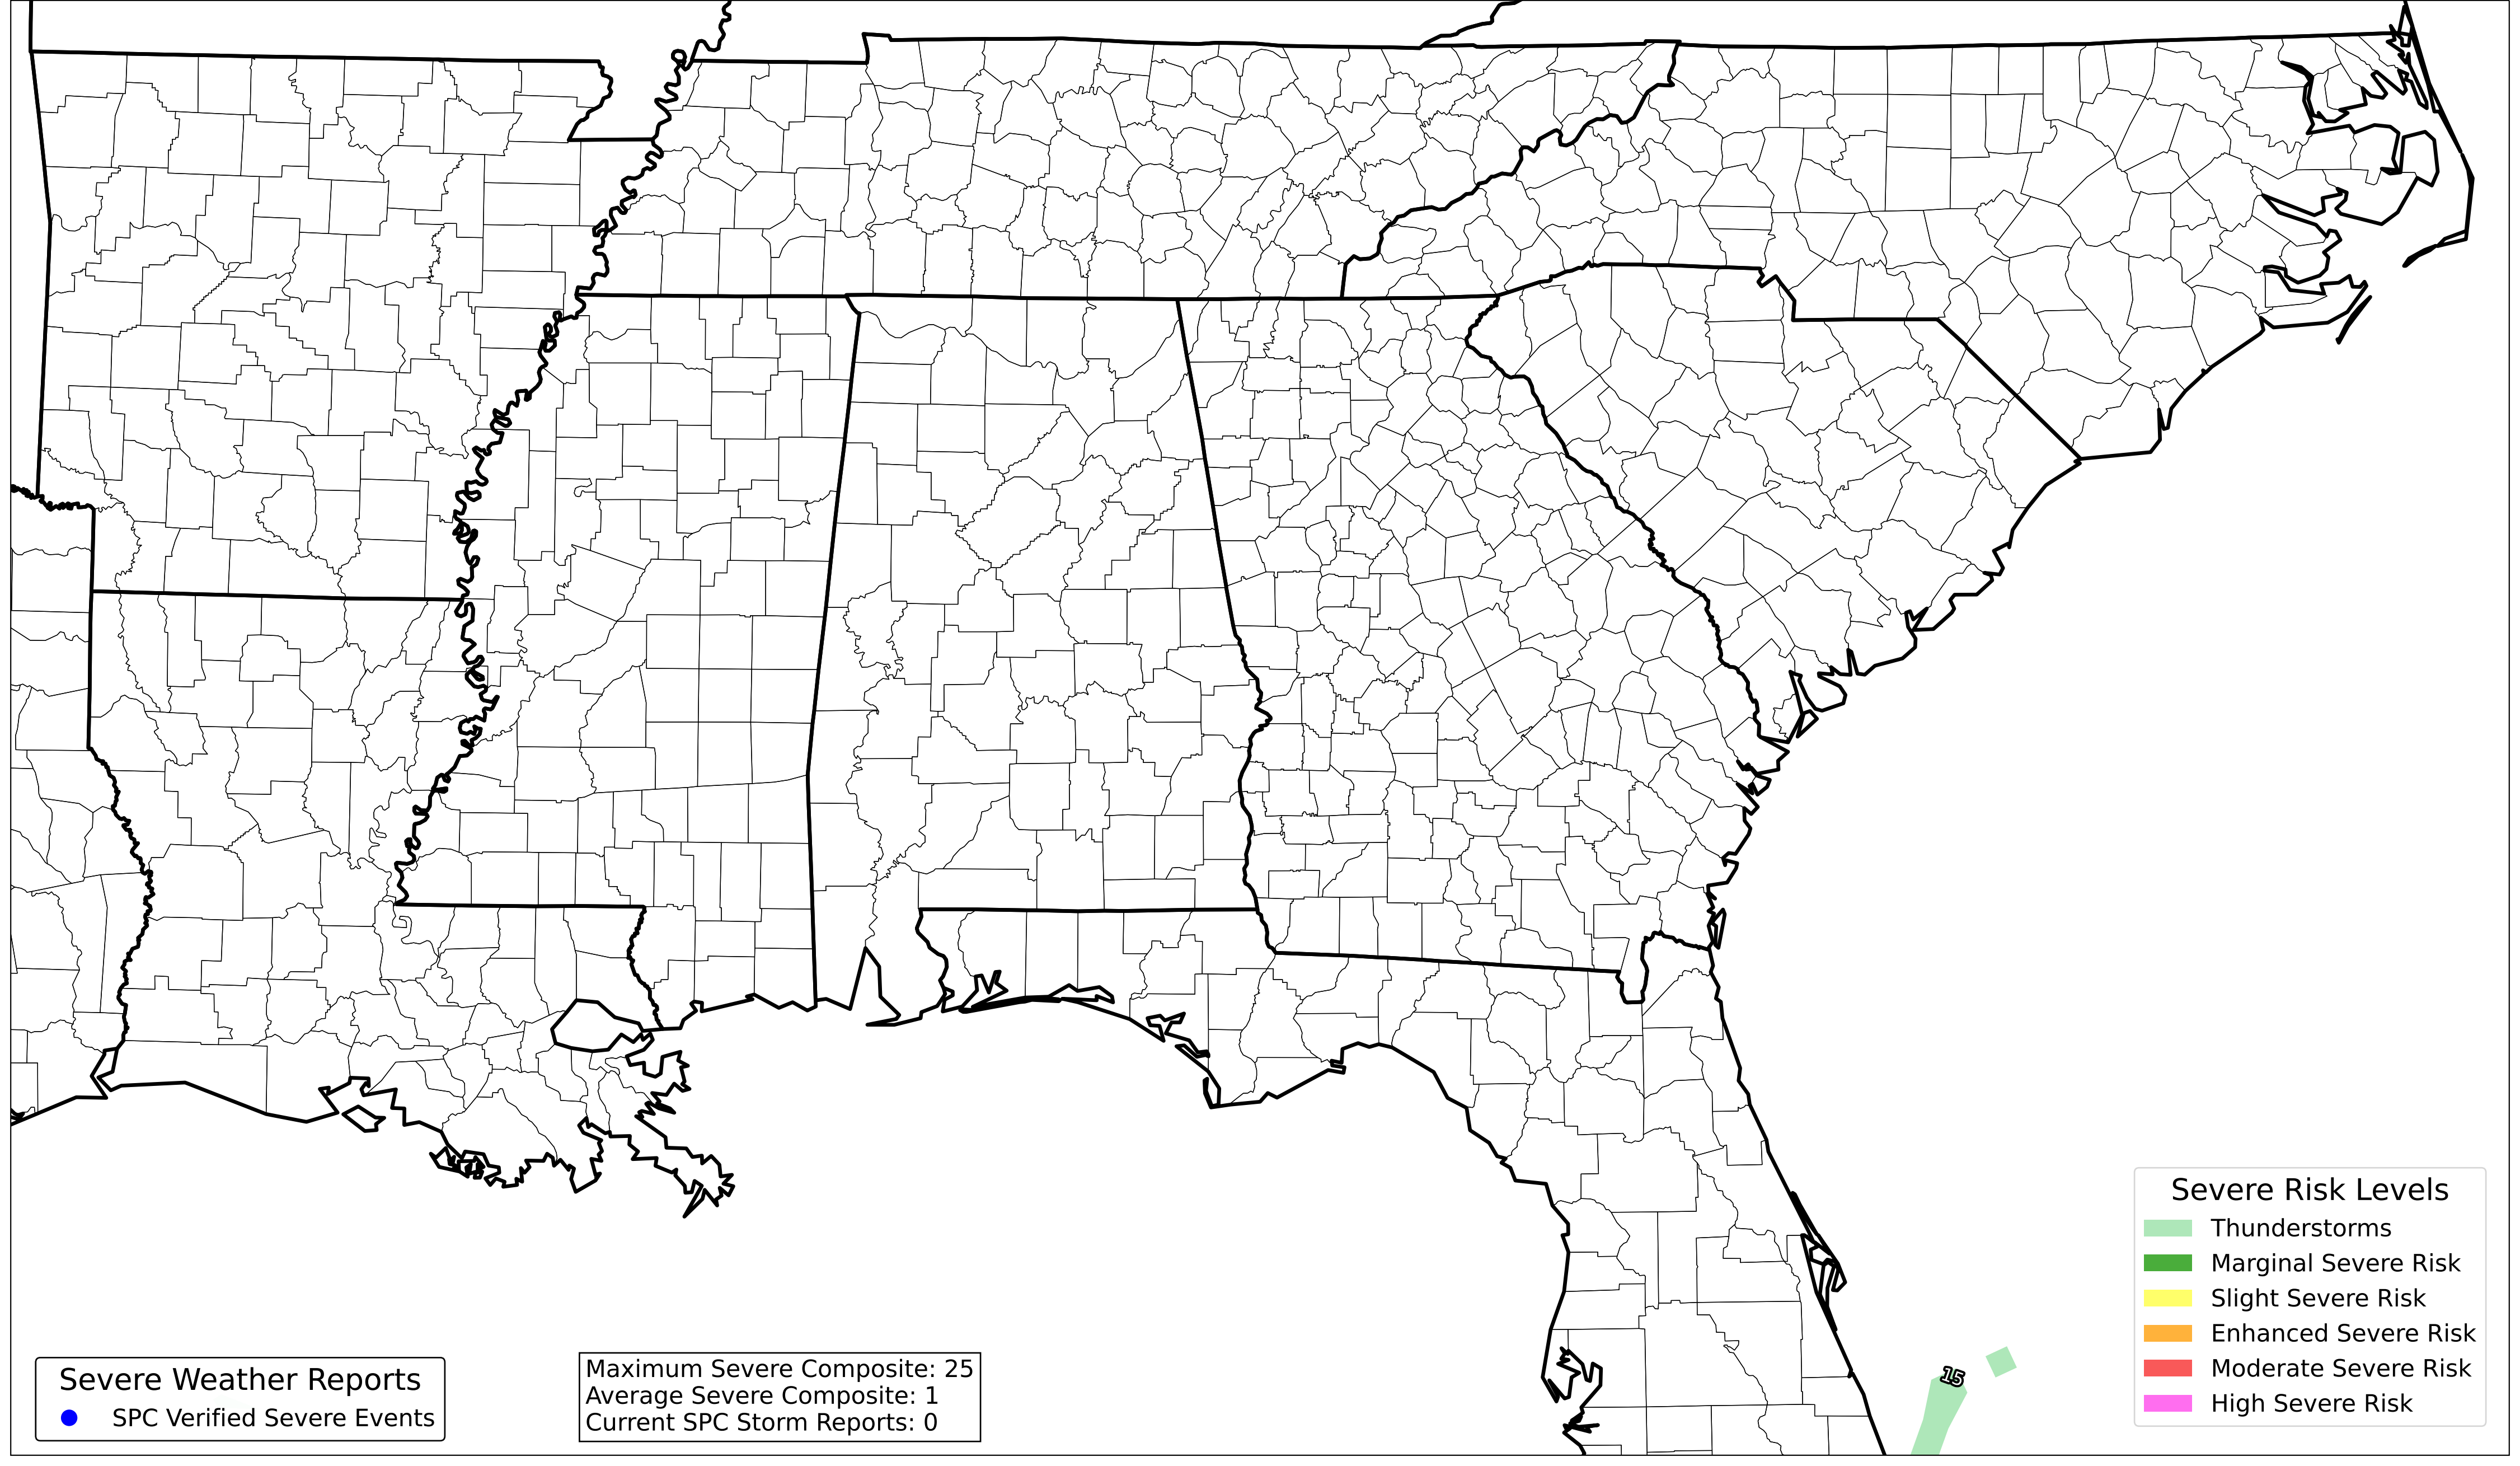 Severe Risk Levels
Thunderstorms
Marginal Severe Risk
Slight Severe Risk
Enhanced Severe Risk
Moderate Severe Risk
High Severe Risk
15
Severe Weather Reports
SPC Verified Severe Events
Maximum Severe Composite: 25
Average Severe Composite: 1
Current SPC Storm Reports: 0